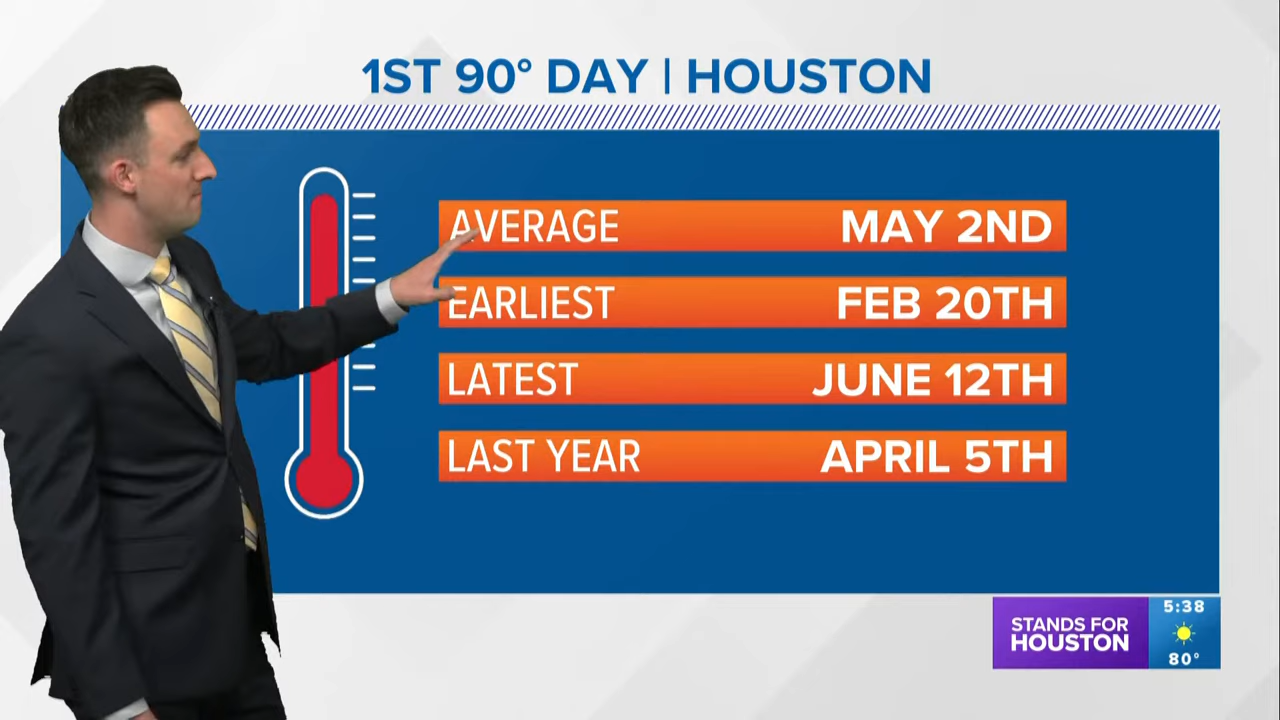 1ST 90° DAY | HOUSTON
AVERAGE MAY 2ND
EARLIEST FEB 20TH
LATEST JUNE 12TH
LAST YEAR APRIL 5TH
STANDS FOR
HOUSTON
5:38
80°